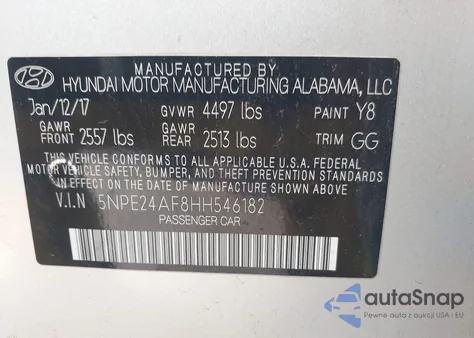 MANUFACTURED BY
HYUNDAI MOTOR MANUFACTURING ALABAMA, LLC
Jan/12/17 GVWR 4497 lbs PAINT Y8
GAWR FRONT 2557 lbs GAWR REAR 2513 lbs TRIM GG
THIS VEHICLE CONFORMS TO ALL APPLICABLE U.S.A. FEDERAL
MOTOR VEHICLE SAFETY, BUMPER, AND THEFT PREVENTION STANDARDS
IN EFFECT ON THE DATE OF MANUFACTURE SHOWN ABOVE.
V.I.N 5NPE24AF8HH546182
PASSENGER CAR
autoSnap
Pewne auta z aukcji USA i EU